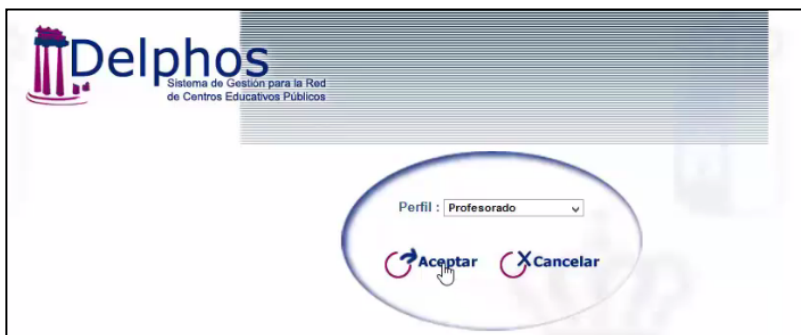 Delphos
Sistema de Gestión para la Red
de Centros Educativos Públicos
Perfil : Profesorado
Aceptar Cancelar